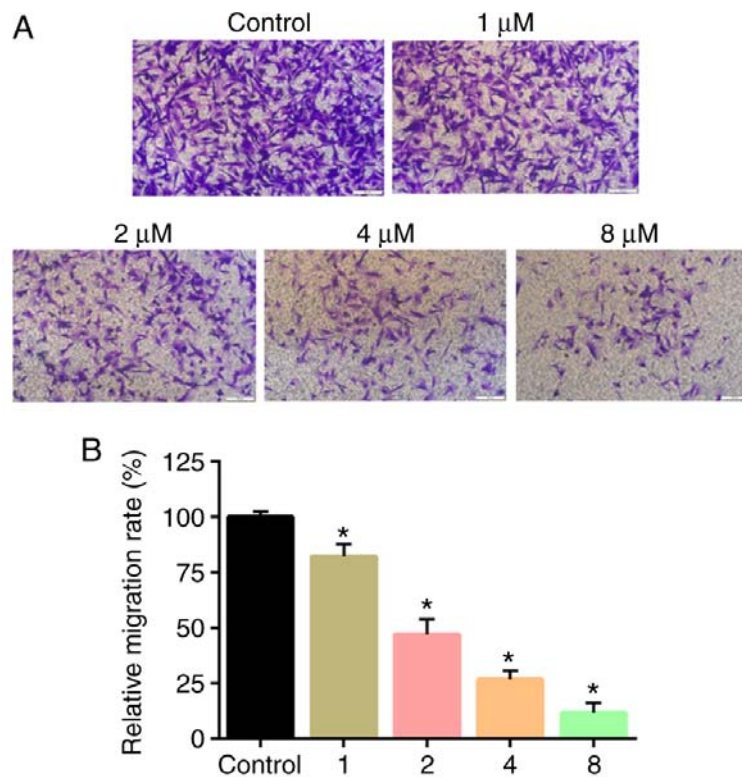 A
Control
1 μM
2 μM
4 μM
8 μM
B
Relative migration rate (%)
125
100
75
50
25
0
*
*
*
*
Control
1
2
4
8